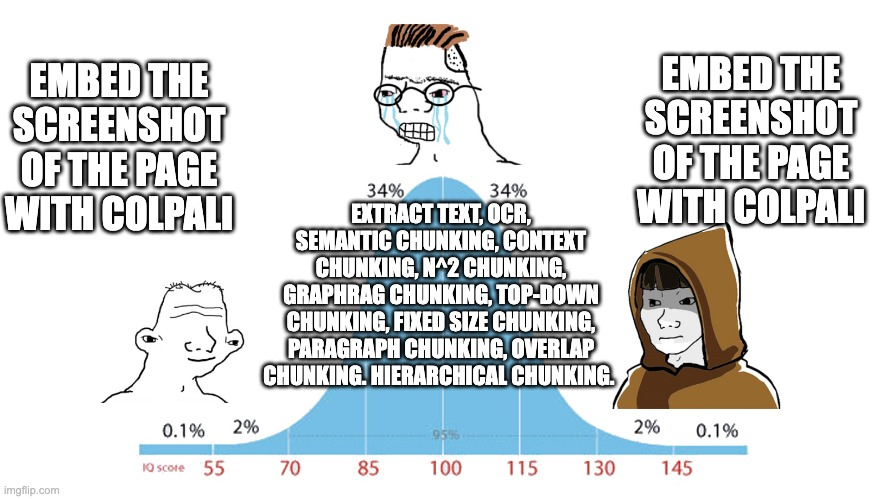 EMBED THE
SCREENSHOT
OF THE PAGE
WITH COLPALI
EMBED THE
SCREENSHOT
OF THE PAGE
WITH COLPALI
34% 34%
EXTRACT TEXT, OCR,
SEMANTIC CHUNKING, CONTEXT
CHUNKING, N^2 CHUNKING,
GRAPHRAG CHUNKING, TOP-DOWN
CHUNKING, FIXED SIZE CHUNKING,
PARAGRAPH CHUNKING, OVERLAP
CHUNKING. HIERARCHICAL CHUNKING.
0.1% 2% 95% 2% 0.1%
IQ score 55 70 85 100 115 130 145
imgflip.com